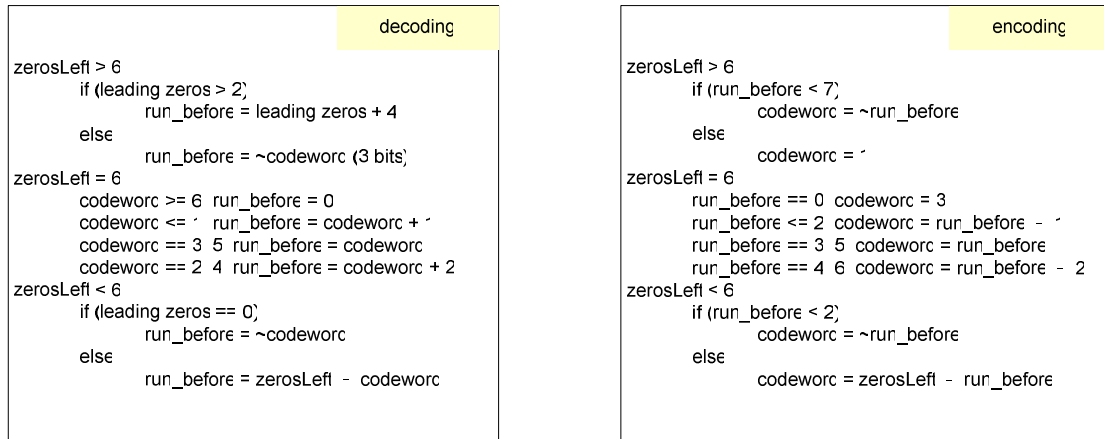 decoding
zerosLeft > 6
if (leading zeros > 2)
run_before = leading zeros + 4
else
run_before = ~codeword (3 bits)
zerosLeft = 6
codeword >= 6 run_before = 0
codeword <= 1 run_before = codeword + 1
codeword == 3 5 run_before = codeword
codeword == 2 4 run_before = codeword + 2
zerosLeft < 6
if (leading zeros == 0)
run_before = ~codeword
else
run_before = zerosLeft - codeword
encoding
zerosLeft > 6
if (run_before < 7)
codeword = ~run_before
else
codeword = 1
zerosLeft = 6
run_before == 0 codeword = 3
run_before <= 2 codeword = run_before - 1
run_before == 3 5 codeword = run_before
run_before == 4 6 codeword = run_before - 2
zerosLeft < 6
if (run_before < 2)
codeword = ~run_before
else
codeword = zerosLeft - run_before